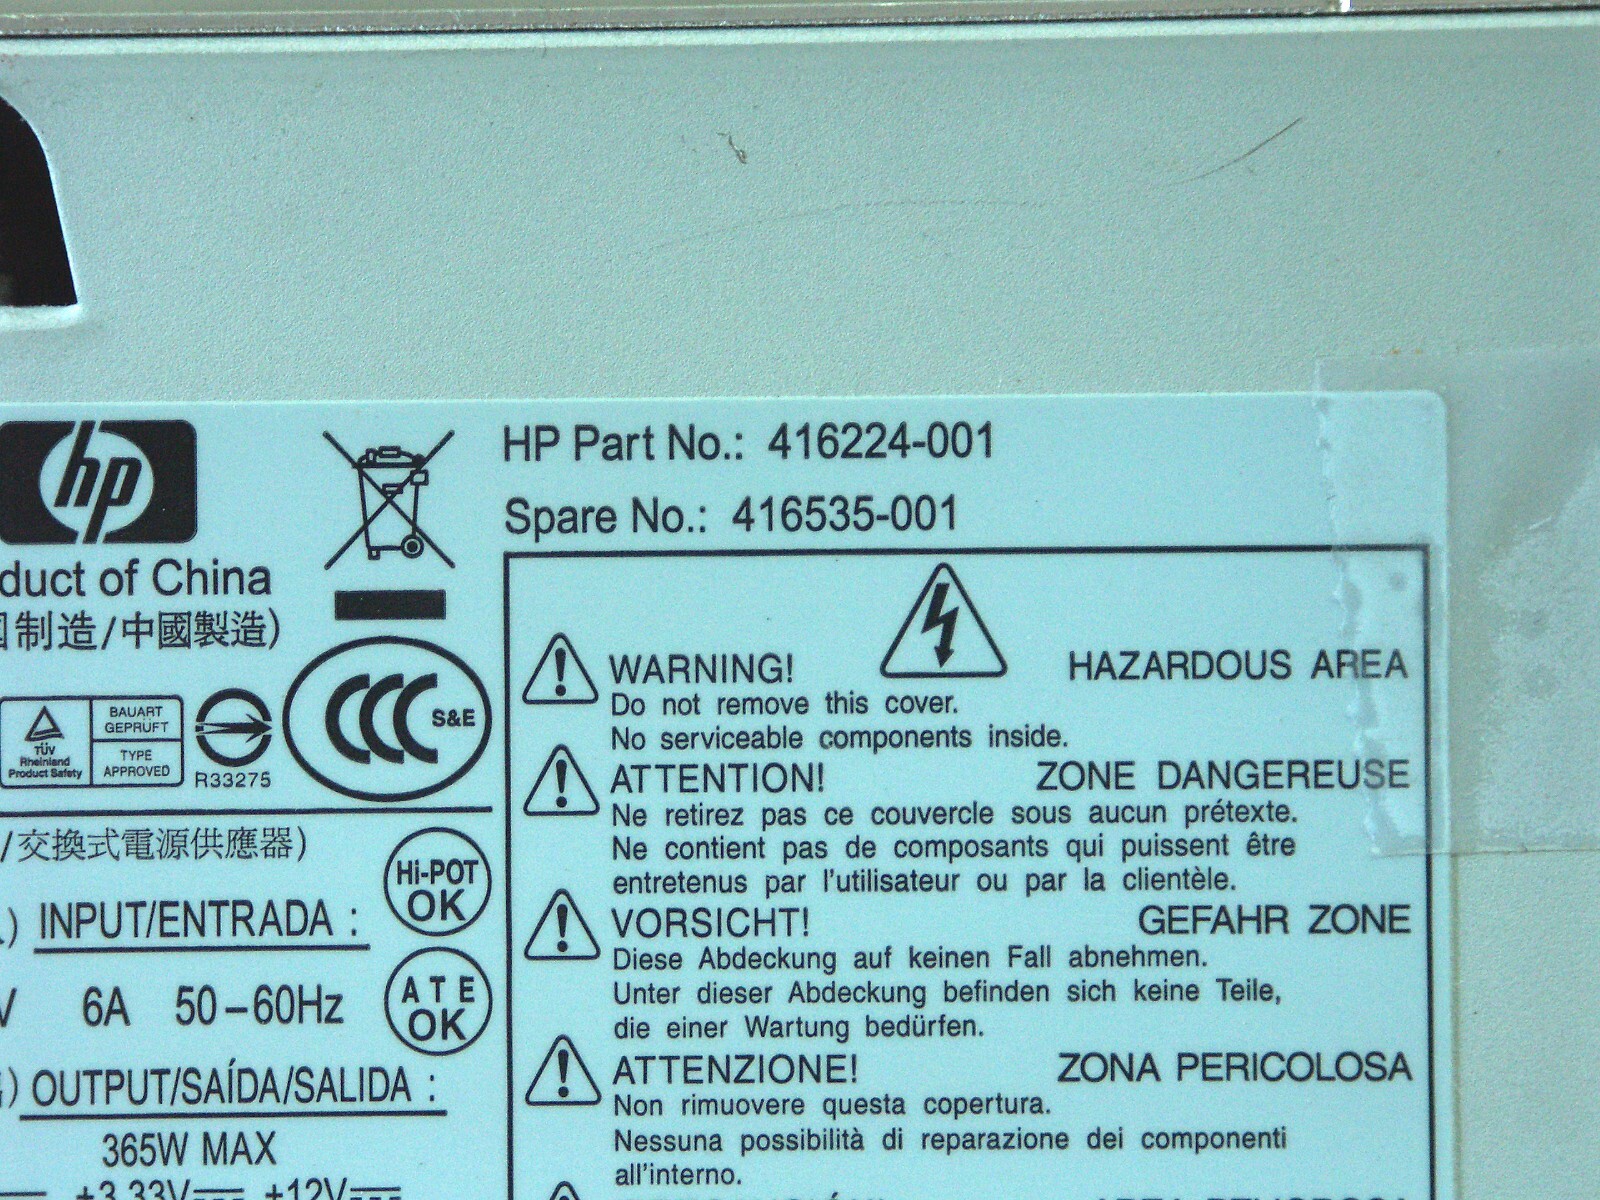 hp
HP Part No.: 416224-001
Spare No.: 416535-001
duct of China
制造/中國製造)
TÜV
Rheinland
Product Safety
BAUART
GEPRÜFT
TYPE
APPROVED
R33275
CCC S&E
/交換式電源供應器)
Hi-POT
OK
) INPUT/ENTRADA :
V 6A 50-60Hz
ATE
OK
) OUTPUT/SAÍDA/SALIDA :
365W MAX
+3.33V +12V
WARNING! HAZARDOUS AREA
Do not remove this cover.
No serviceable components inside.
ATTENTION! ZONE DANGEREUSE
Ne retirez pas ce couvercle sous aucun prétexte.
Ne contient pas de composants qui puissent être
entretenus par l'utilisateur ou par la clientèle.
VORSICHT! GEFAHR ZONE
Diese Abdeckung auf keinen Fall abnehmen.
Unter dieser Abdeckung befinden sich keine Teile,
die einer Wartung bedürfen.
ATTENZIONE! ZONA PERICOLOSA
Non rimuovere questa copertura.
Nessuna possibilità di reparazione dei componenti
all'interno.